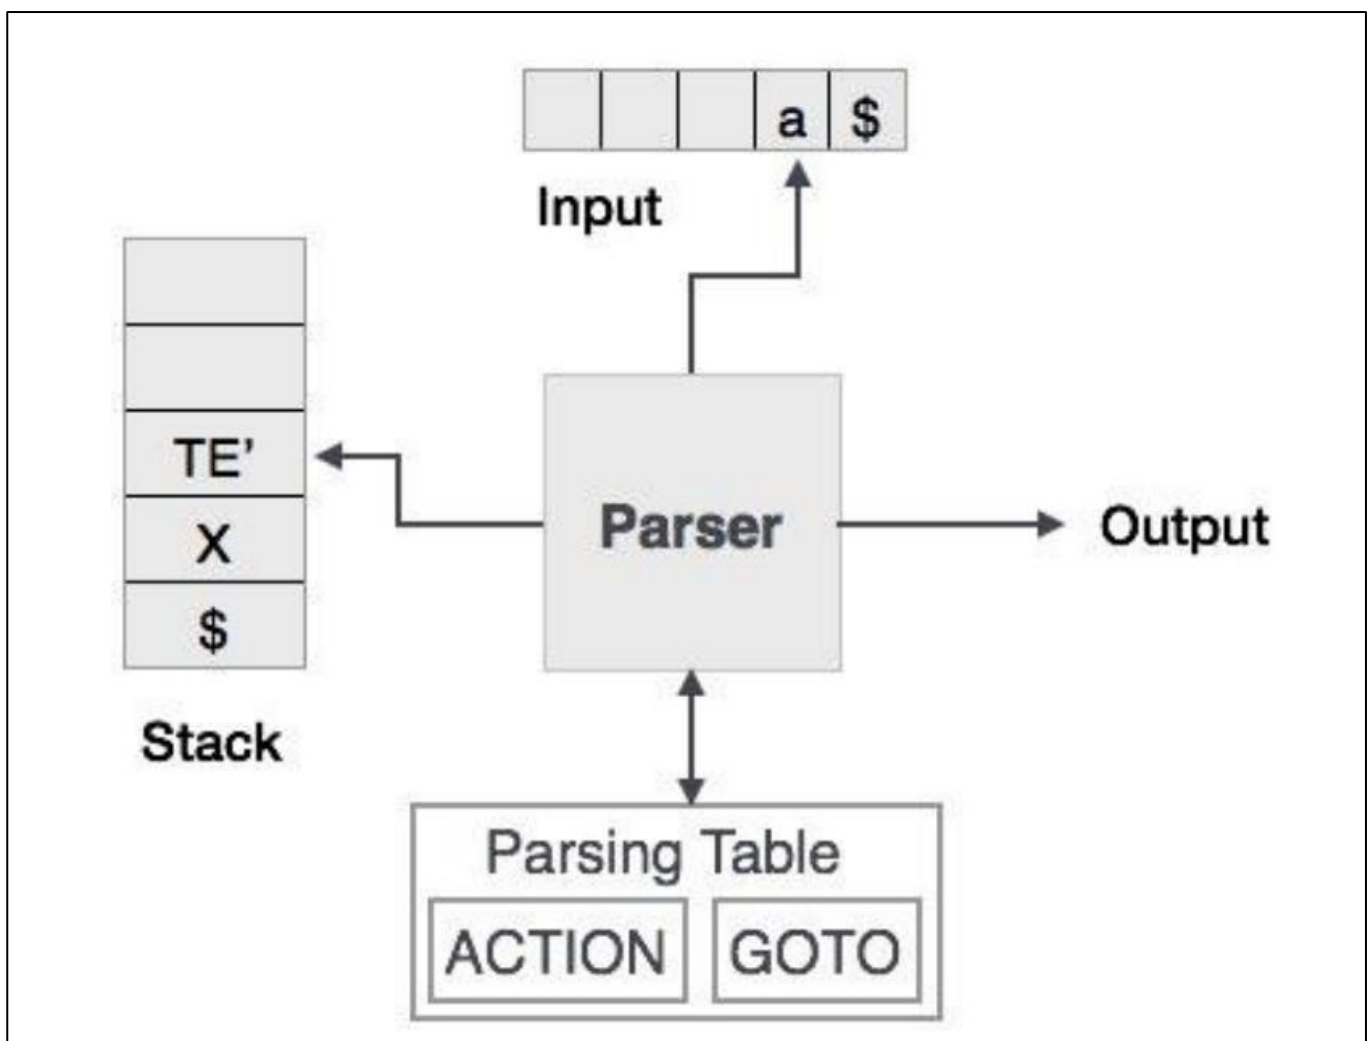 a $
Input
TE’
X
$
Stack
Parser
Output
Parsing Table
ACTION GOTO